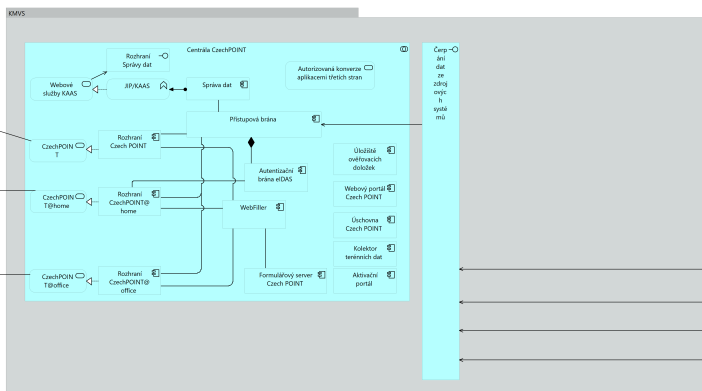 KMVS
Centrála CzechPOINT
Rozhraní
Správy dat
Autorizovaná konverze
aplikacemi třetích stran
Webové
služby KAAS
JIP/KAAS
Správa dat
Přístupová brána
CzechPOIN
T
Rozhraní
Czech POINT
Úložiště
ověřovacích
doložek
Autentizační
brána eIDAS
CzechPOIN
T@home
Rozhraní
CzechPOINT@
home
WebFiller
Webový portál
Czech POINT
Úschovna
Czech POINT
Kolektor
terénních dat
CzechPOIN
T@office
Rozhraní
CzechPOINT@
office
Formulářový server
Czech POINT
Aktivační
portál
Čerp
ání
dat
ze
zdroj
ovýc
h
systé
mů